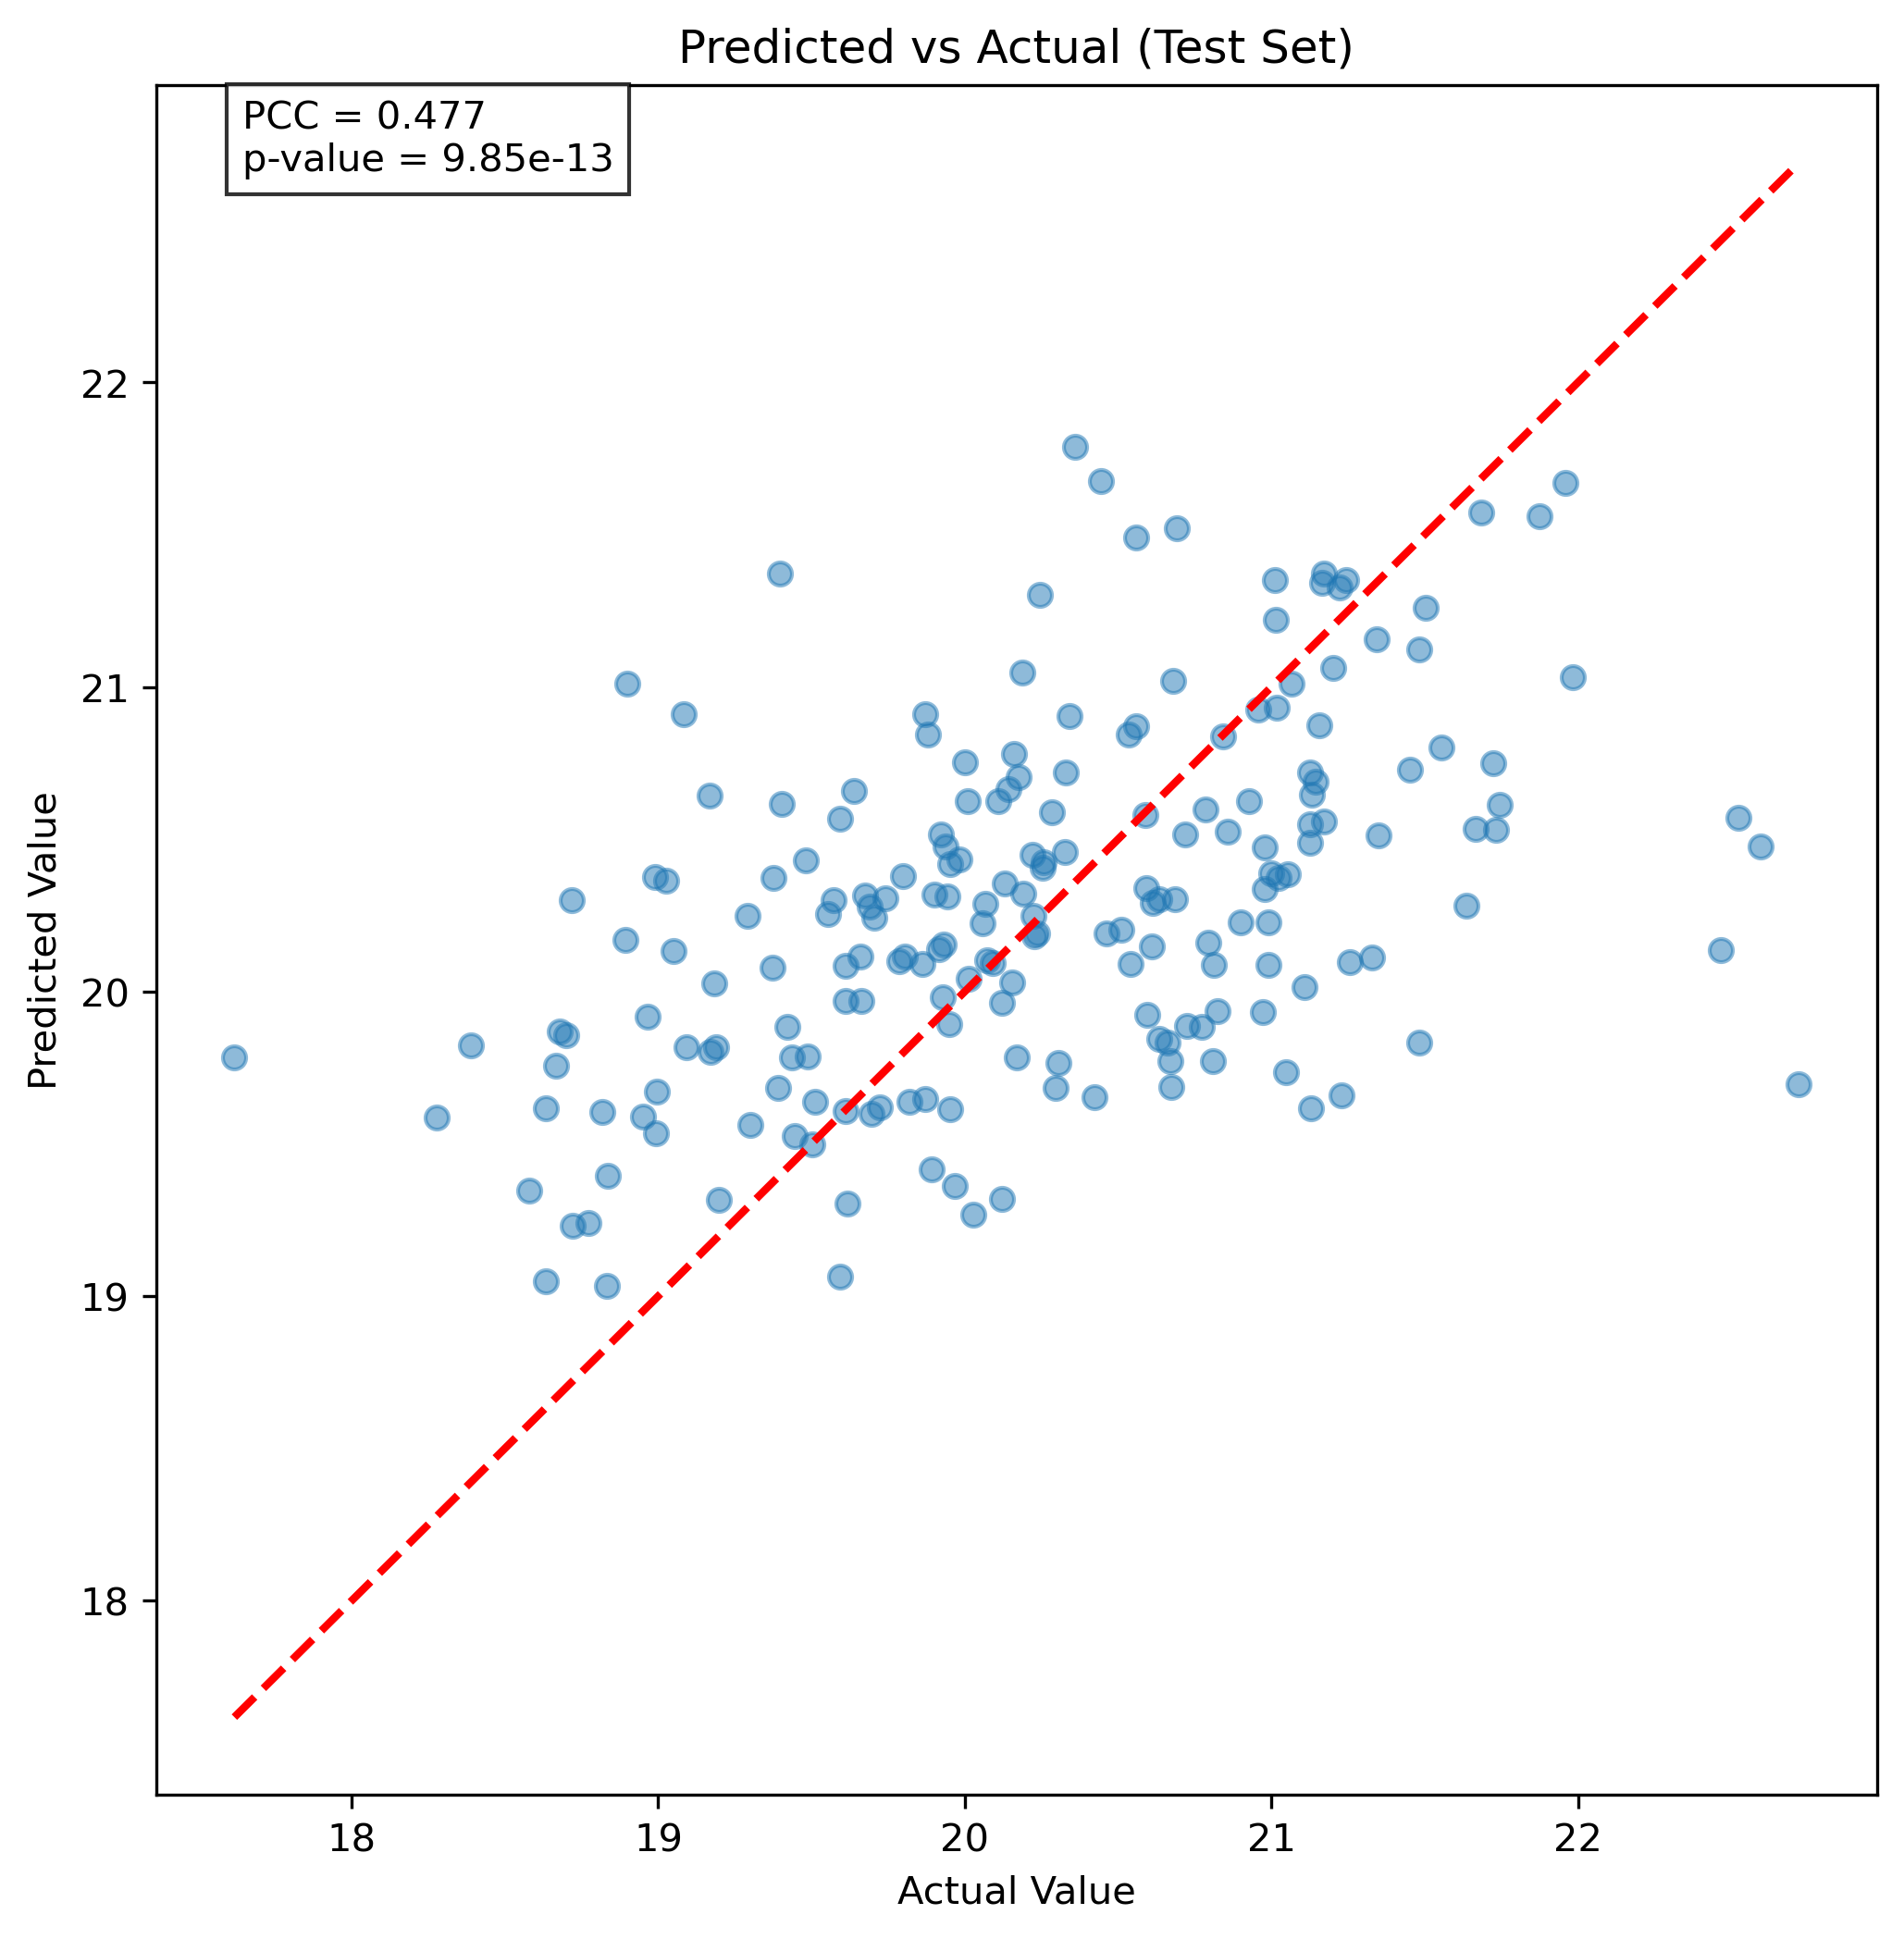 Predicted vs Actual (Test Set)
PCC = 0.477
p-value = 9.85e-13
Predicted Value
22
21
20
19
18
18 19 20 21 22
Actual Value